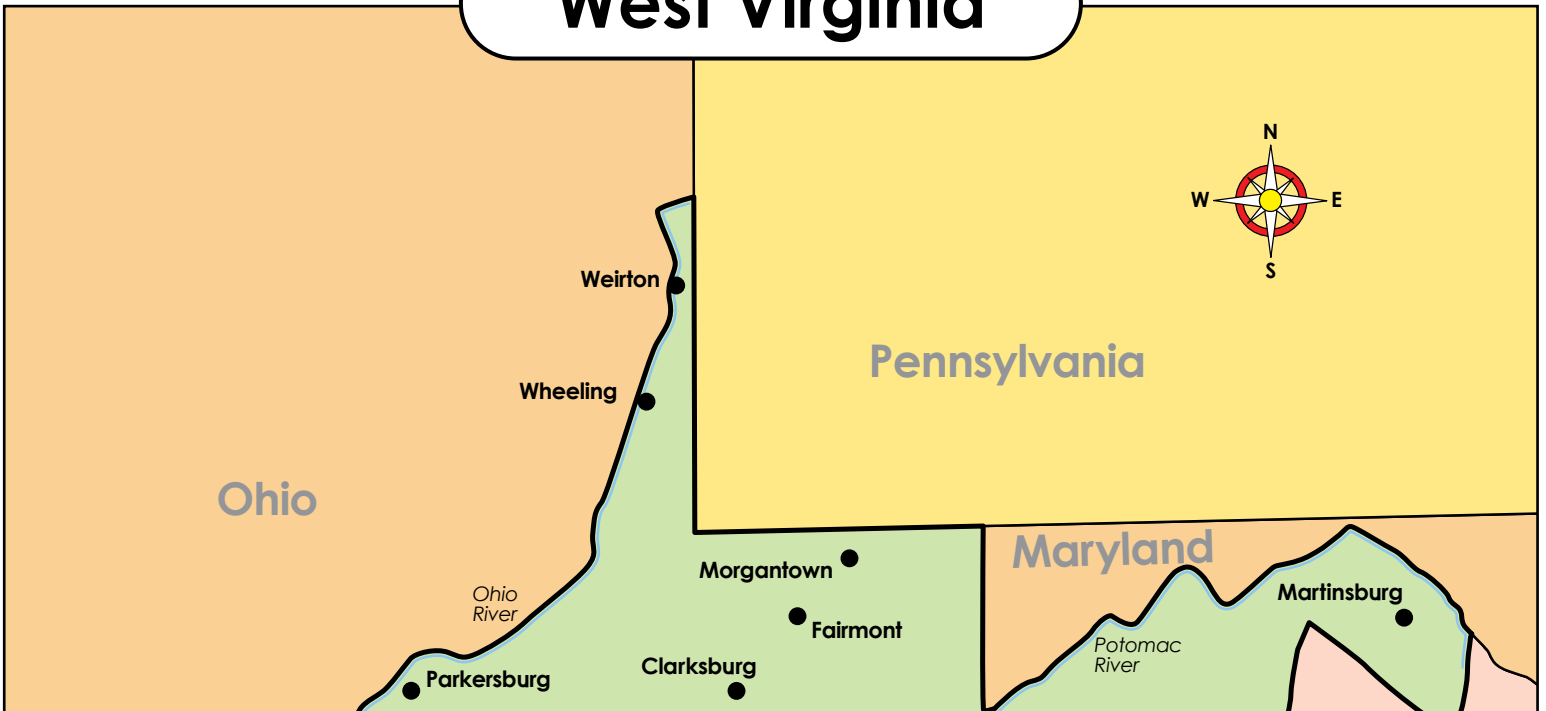 West Virginia
N
W
E
S
Weirton
Pennsylvania
Wheeling
Ohio
Maryland
Morgantown
Ohio
River
Martinsburg
Fairmont
Potomac
River
Clarksburg
Parkersburg